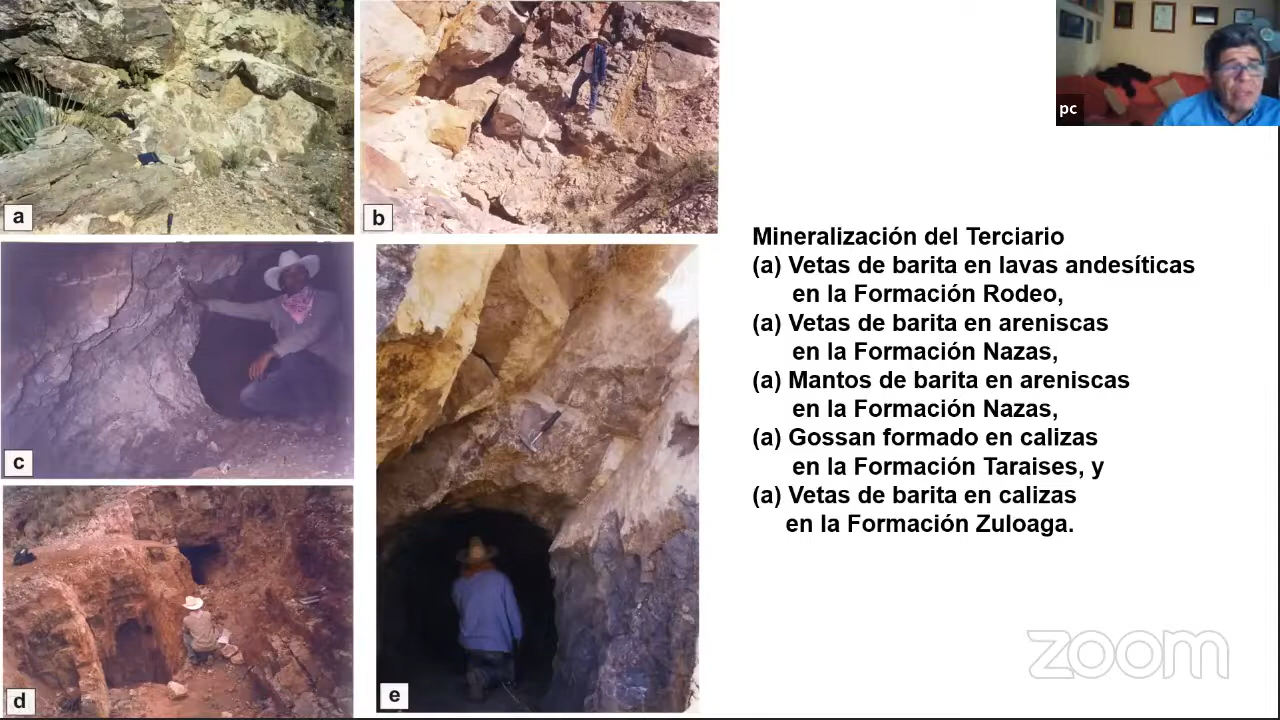 a
b
c
d
e
pc
Mineralización del Terciario
(a) Vetas de barita en lavas andesíticas
en la Formación Rodeo,
(a) Vetas de barita en areniscas
en la Formación Nazas,
(a) Mantos de barita en areniscas
en la Formación Nazas,
(a) Gossan formado en calizas
en la Formación Taraises, y
(a) Vetas de barita en calizas
en la Formación Zuloaga.
zoom